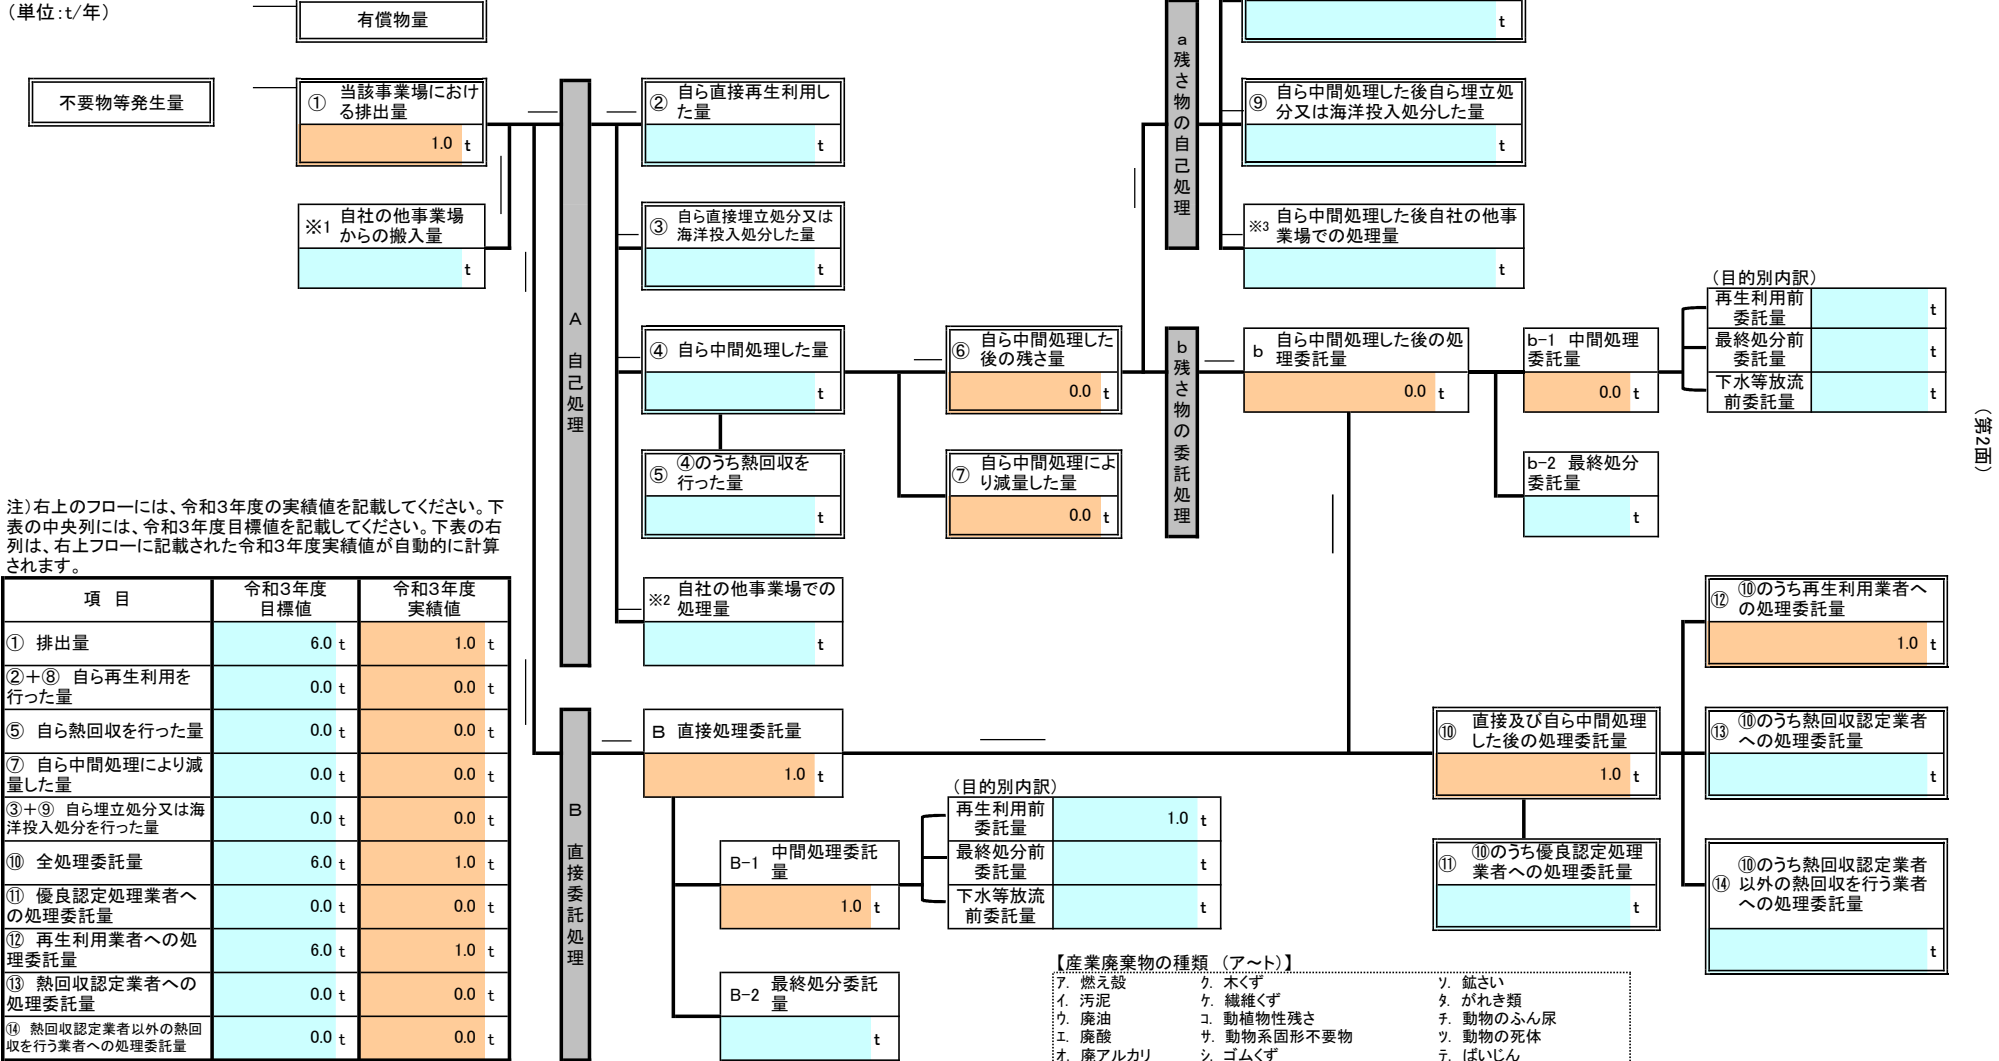 (単位:t/年)
有償物量
t
不要物等発生量
① 当該事業場におけ
る排出量
1.0 t
※1 自社の他事業場
からの搬入量
t
A 自己処理
② 自ら直接再生利用し
た量
t
③ 自ら直接埋立処分又は
海洋投入処分した量
t
④ 自ら中間処理した量
t
⑤ ④のうち熱回収を
行った量
t
※2 自社の他事業場での
処理量
t
⑥ 自ら中間処理した
後の残さ量
0.0 t
⑦ 自ら中間処理によ
り減量した量
0.0 t
a 残さ物の自己処理
⑨ 自ら中間処理した後自ら埋立処
分又は海洋投入処分した量
t
※3 自ら中間処理した後自社の他事
業場での処理量
t
b 残さ物の委託処理
b 自ら中間処理した後の処
理委託量
0.0 t
b-1 中間処理
委託量
0.0 t
b-2 最終処分
委託量
t
(目的別内訳)
再生利用前
委託量 t
最終処分前
委託量 t
下水等放流
前委託量 t
(第2面)
注)右上のフローには、令和3年度の実績値を記載してください。下
表の中央列には、令和3年度目標値を記載してください。下表の右
列は、右上フローに記載された令和3年度実績値が自動的に計算
されます。
項 目 令和3年度 目標値 令和3年度 実績値
① 排出量 6.0 t 1.0 t
②+⑧ 自ら再生利用を
行った量 0.0 t 0.0 t
⑤ 自ら熱回収を行った量 0.0 t 0.0 t
⑦ 自ら中間処理により減
量した量 0.0 t 0.0 t
③+⑨ 自ら埋立処分又は海
洋投入処分を行った量 0.0 t 0.0 t
⑩ 全処理委託量 6.0 t 1.0 t
⑪ 優良認定処理業者へ
の処理委託量 0.0 t 0.0 t
⑫ 再生利用業者への処
理委託量 6.0 t 1.0 t
⑬ 熱回収認定業者への
処理委託量 0.0 t 0.0 t
⑭ 熱回収認定業者以外の熱回
収を行う業者への処理委託量 0.0 t 0.0 t
B 直接委託処理
B 直接処理委託量
1.0 t
B-1 中間処理委託
量
1.0 t
B-2 最終処分委託
量
t
(目的別内訳)
再生利用前
委託量 1.0 t
最終処分前
委託量 t
下水等放流
前委託量 t
⑩ 直接及び自ら中間処理
した後の処理委託量
1.0 t
⑪ ⑩のうち優良認定処理
業者への処理委託量
t
⑫ ⑩のうち再生利用業者へ
の処理委託量
1.0 t
⑬ ⑩のうち熱回収認定業者
への処理委託量
t
⑭ ⑩のうち熱回収認定業者
以外の熱回収を行う業者
への処理委託量
t
【産業廃棄物の種類 (ア~ト)】
ア. 燃え殻 ク. 木くず ソ. 鉱さい
イ. 汚泥 ケ. 繊維くず タ. がれき類
ウ. 廃油 コ. 動植物性残さ チ. 動物のふん尿
エ. 廃酸 サ. 動物系固形不要物 ツ. 動物の死体
オ. 廃アルカリ シ. ゴムくず テ. ばいじん